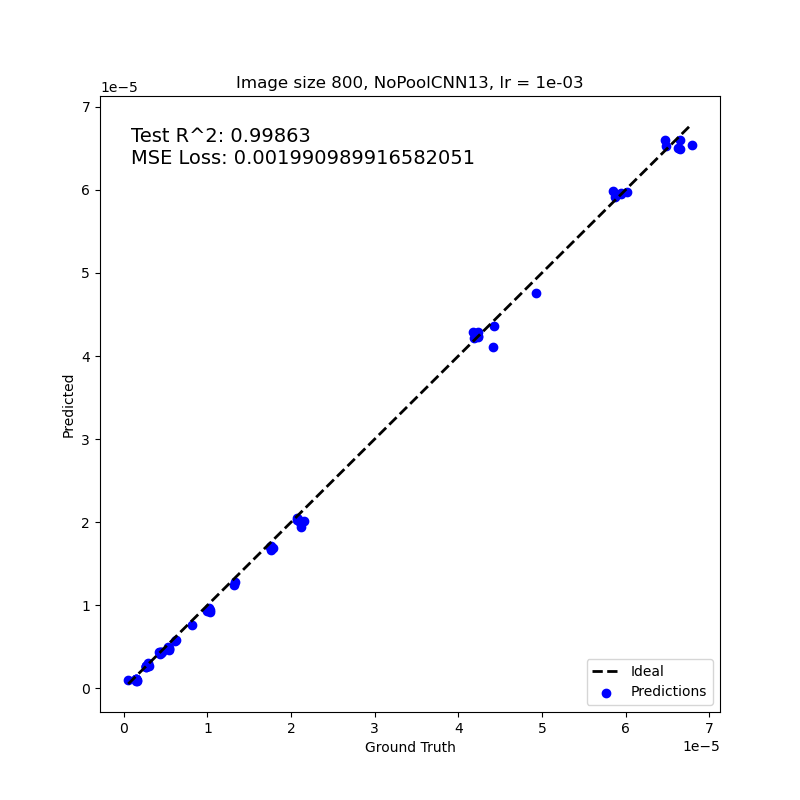 Image size 800, NoPoolCNN13, lr = 1e-03
1e−5
7
Test R^2: 0.99863
MSE Loss: 0.001990989916582051
6
5
4
Predicted
3
2
1
0
Ideal
Predictions
0 1 2 3 4 5 6 7
Ground Truth
1e−5